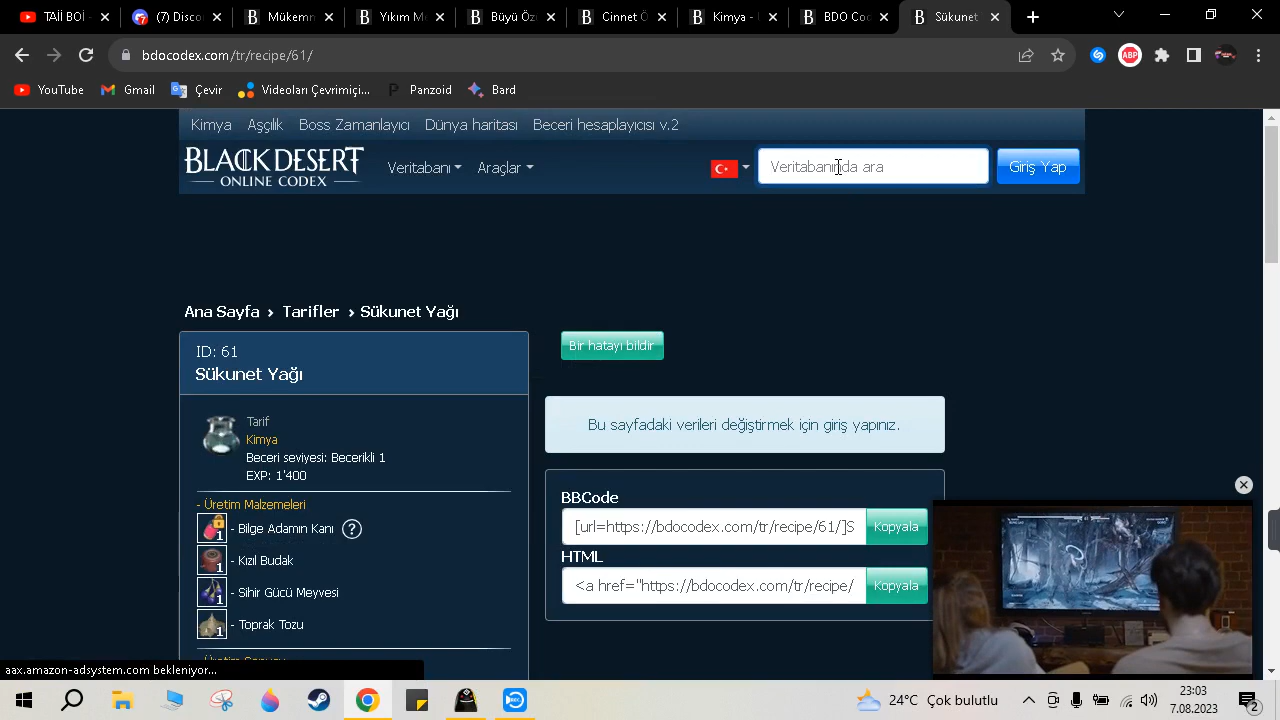 TAİİ BOİ
(7) Disco
Mükemm
Yıkım M
Büyü Öz
Cinnet Ö
Kimya -
BDO Co
Sükunet
bdocodex.com/tr/recipe/61/
ABP
YouTube
Gmail
Çevir
Videoları Çevrimiçi...
Panzoid
Bard
Kimya
Aşçılık
Boss Zamanlayıcı
Dünya haritası
Beceri hesaplayıcısı v.2
BLACK DESERT
ONLINE CODEX
Veritabanı
Araçlar
Veritabanında ara
Giriş Yap
Ana Sayfa > Tarifler > Sükunet Yağı
ID: 61
Sükunet Yağı
Bir hatayı bildir
Tarif
Kimya
Beceri seviyesi: Becerikli 1
EXP: 1'400
Bu sayfadaki verileri değiştirmek için giriş yapınız.
- Üretim Malzemeleri
1 - Bilge Adamın Kanı ?
1 - Kızıl Budak
1 - Sihir Gücü Meyvesi
1 - Toprak Tozu
BBCode
[url=https://bdocodex.com/tr/recipe/61/]S
Kopyala
HTML
<a href="https://bdocodex.com/tr/recipe/
Kopyala
aax.amazon-adsystem.com bekleniyor...
24°C Çok bulutlu
23:03
7.08.2023
2